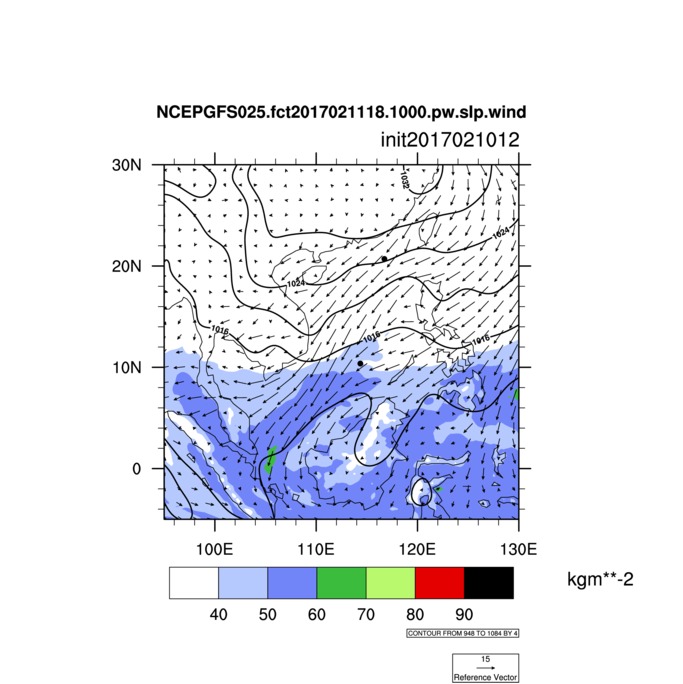 NCEPGFS025.fct2017021118.1000.pw.slp.wind
init2017021012
30N
1032
1024
20N
1024
1016
1016
1016
10N
0
100E 110E 120E 130E
kgm**-2
40 50 60 70 80 90
CONTOUR FROM 948 TO 1084 BY 4
15
Reference Vector